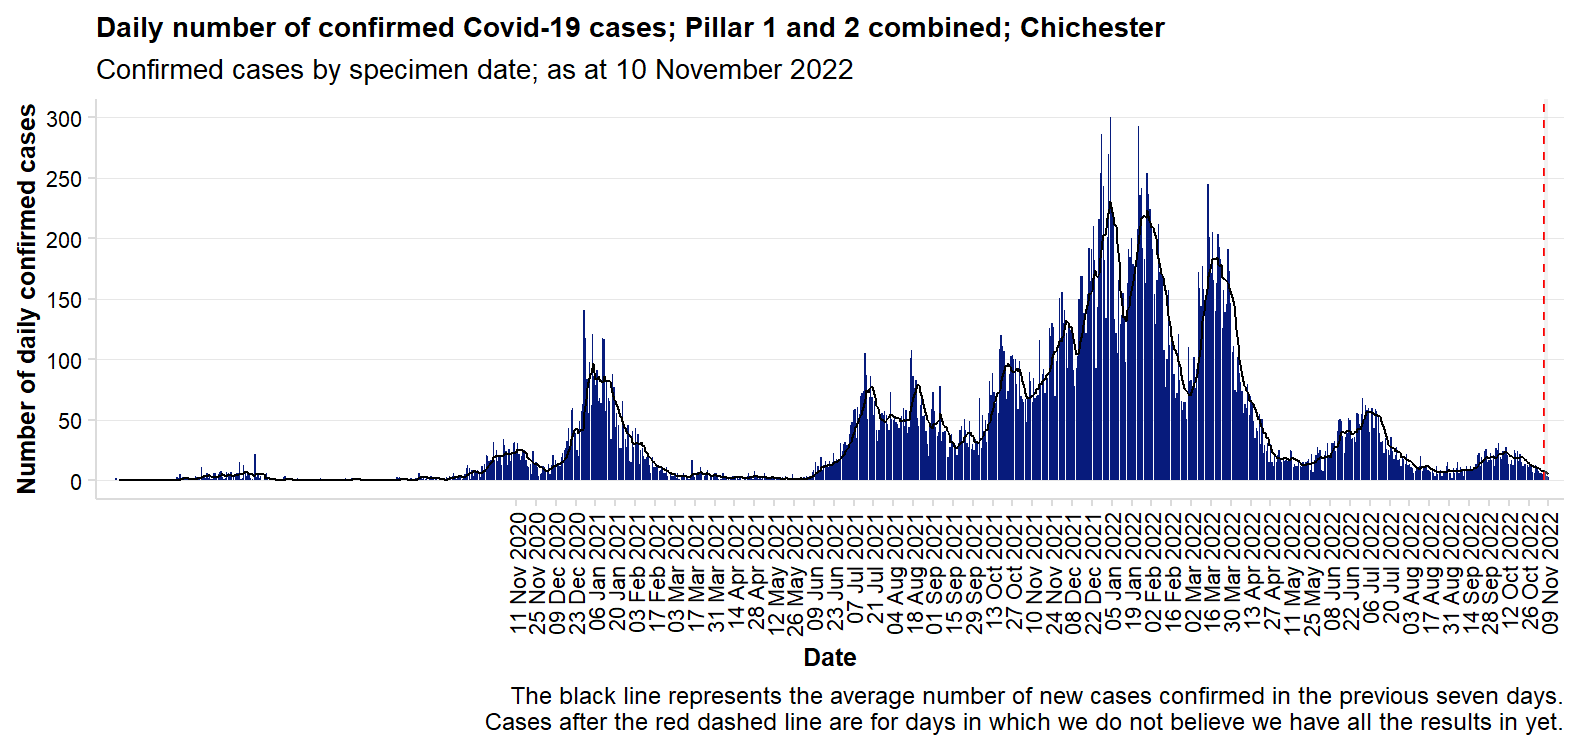 Daily number of confirmed Covid-19 cases; Pillar 1 and 2 combined; Chichester
Confirmed cases by specimen date; as at 10 November 2022
Number of daily confirmed cases
300
250
200
150
100
50
0
11 Nov 2020
25 Nov 2020
09 Dec 2020
23 Dec 2020
06 Jan 2021
20 Jan 2021
03 Feb 2021
17 Feb 2021
03 Mar 2021
17 Mar 2021
31 Mar 2021
14 Apr 2021
28 Apr 2021
12 May 2021
26 May 2021
09 Jun 2021
23 Jun 2021
07 Jul 2021
21 Jul 2021
04 Aug 2021
18 Aug 2021
01 Sep 2021
15 Sep 2021
29 Sep 2021
13 Oct 2021
27 Oct 2021
10 Nov 2021
24 Nov 2021
08 Dec 2021
22 Dec 2021
05 Jan 2022
19 Jan 2022
02 Feb 2022
16 Feb 2022
02 Mar 2022
16 Mar 2022
30 Mar 2022
13 Apr 2022
27 Apr 2022
11 May 2022
25 May 2022
08 Jun 2022
22 Jun 2022
06 Jul 2022
20 Jul 2022
03 Aug 2022
17 Aug 2022
31 Aug 2022
14 Sep 2022
28 Sep 2022
12 Oct 2022
26 Oct 2022
09 Nov 2022
Date
The black line represents the average number of new cases confirmed in the previous seven days.
Cases after the red dashed line are for days in which we do not believe we have all the results in yet.